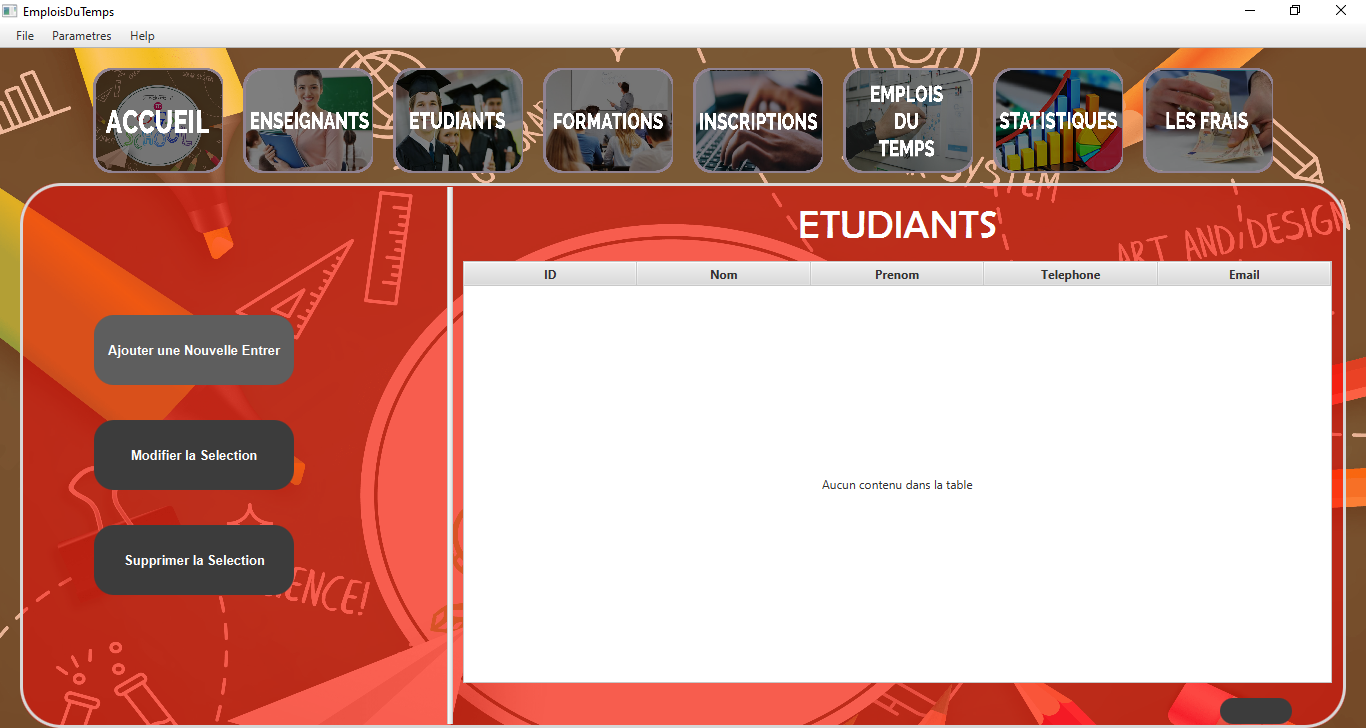 EmploisDuTemps
File Parametres Help
ACCUEIL
ENSEIGNANTS
ETUDIANTS
FORMATIONS
INSCRIPTIONS
EMPLOIS
DU
TEMPS
STATISTIQUES
LES FRAIS
SYSTEM
ART AND DESIGN
ETUDIANTS
ID Nom Prenom Telephone Email
Ajouter une Nouvelle Entrer
Modifier la Selection
Aucun contenu dans la table
Supprimer la Selection